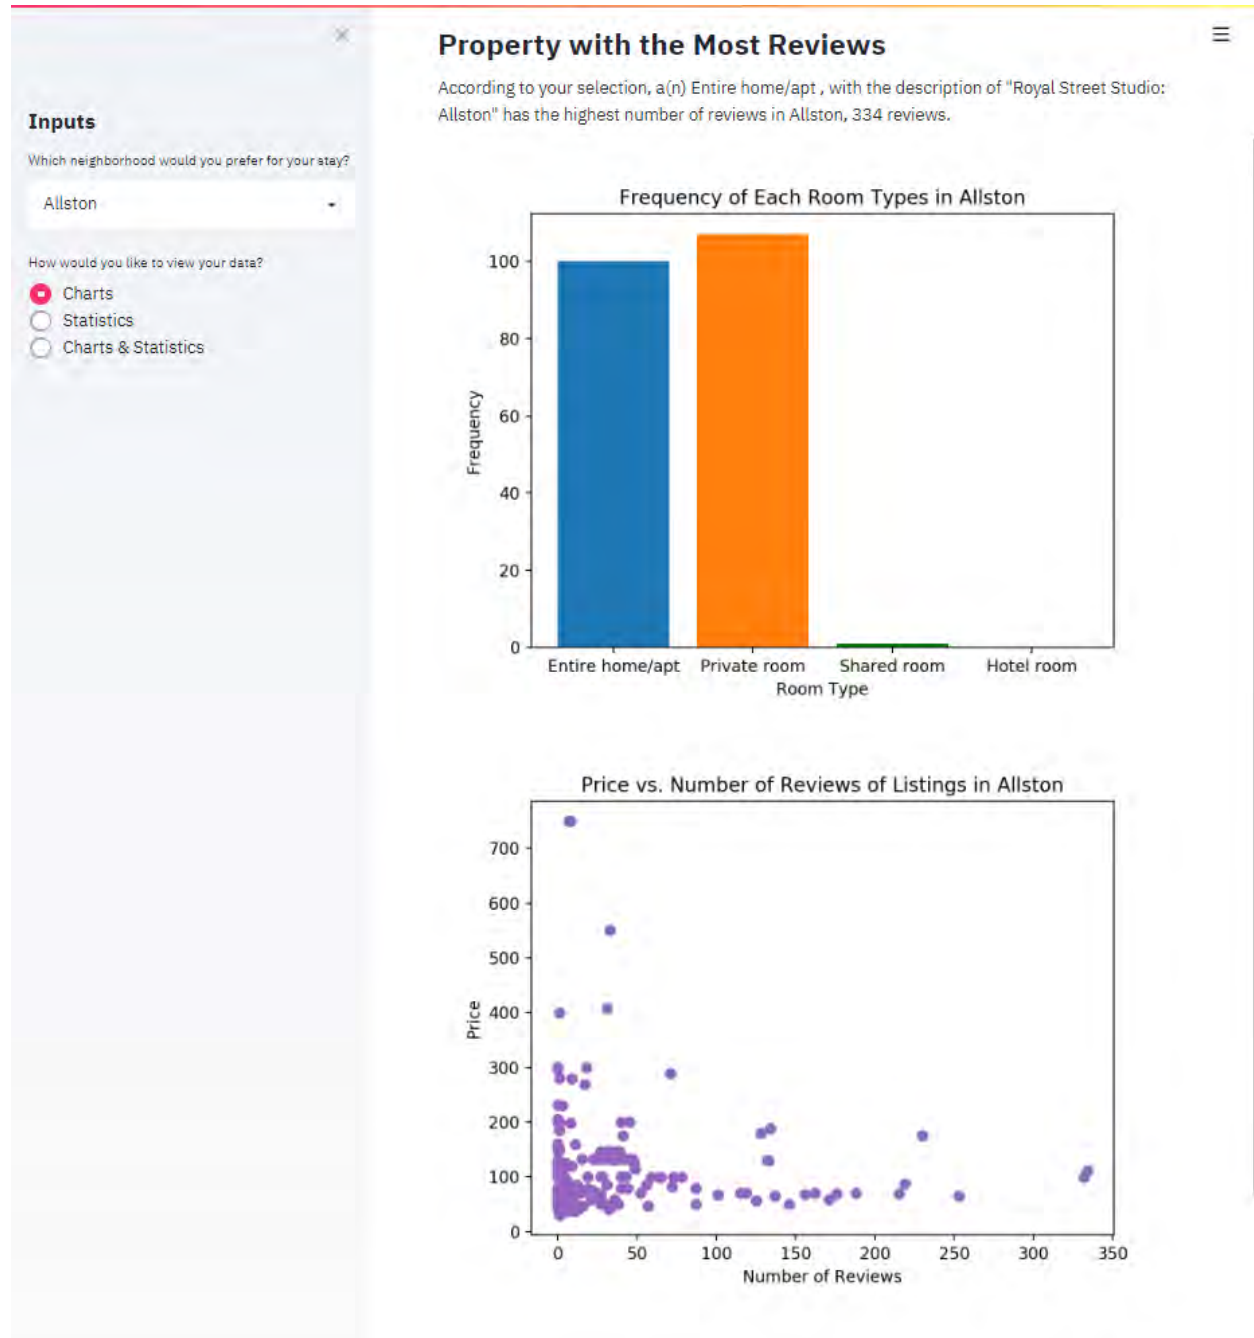 Inputs
Which neighborhood would you prefer for your stay?
Allston
How would you like to view your data?
Charts
Statistics
Charts & Statistics
Property with the Most Reviews
According to your selection, a(n) Entire home/apt , with the description of "Royal Street Studio:
Allston" has the highest number of reviews in Allston, 334 reviews.
Frequency of Each Room Types in Allston
100
80
60
40
20
0
Frequency
Entire home/apt Private room Shared room Hotel room
Room Type
Price vs. Number of Reviews of Listings in Allston
700
600
500
400
300
200
100
0
Price
0 50 100 150 200 250 300 350
Number of Reviews